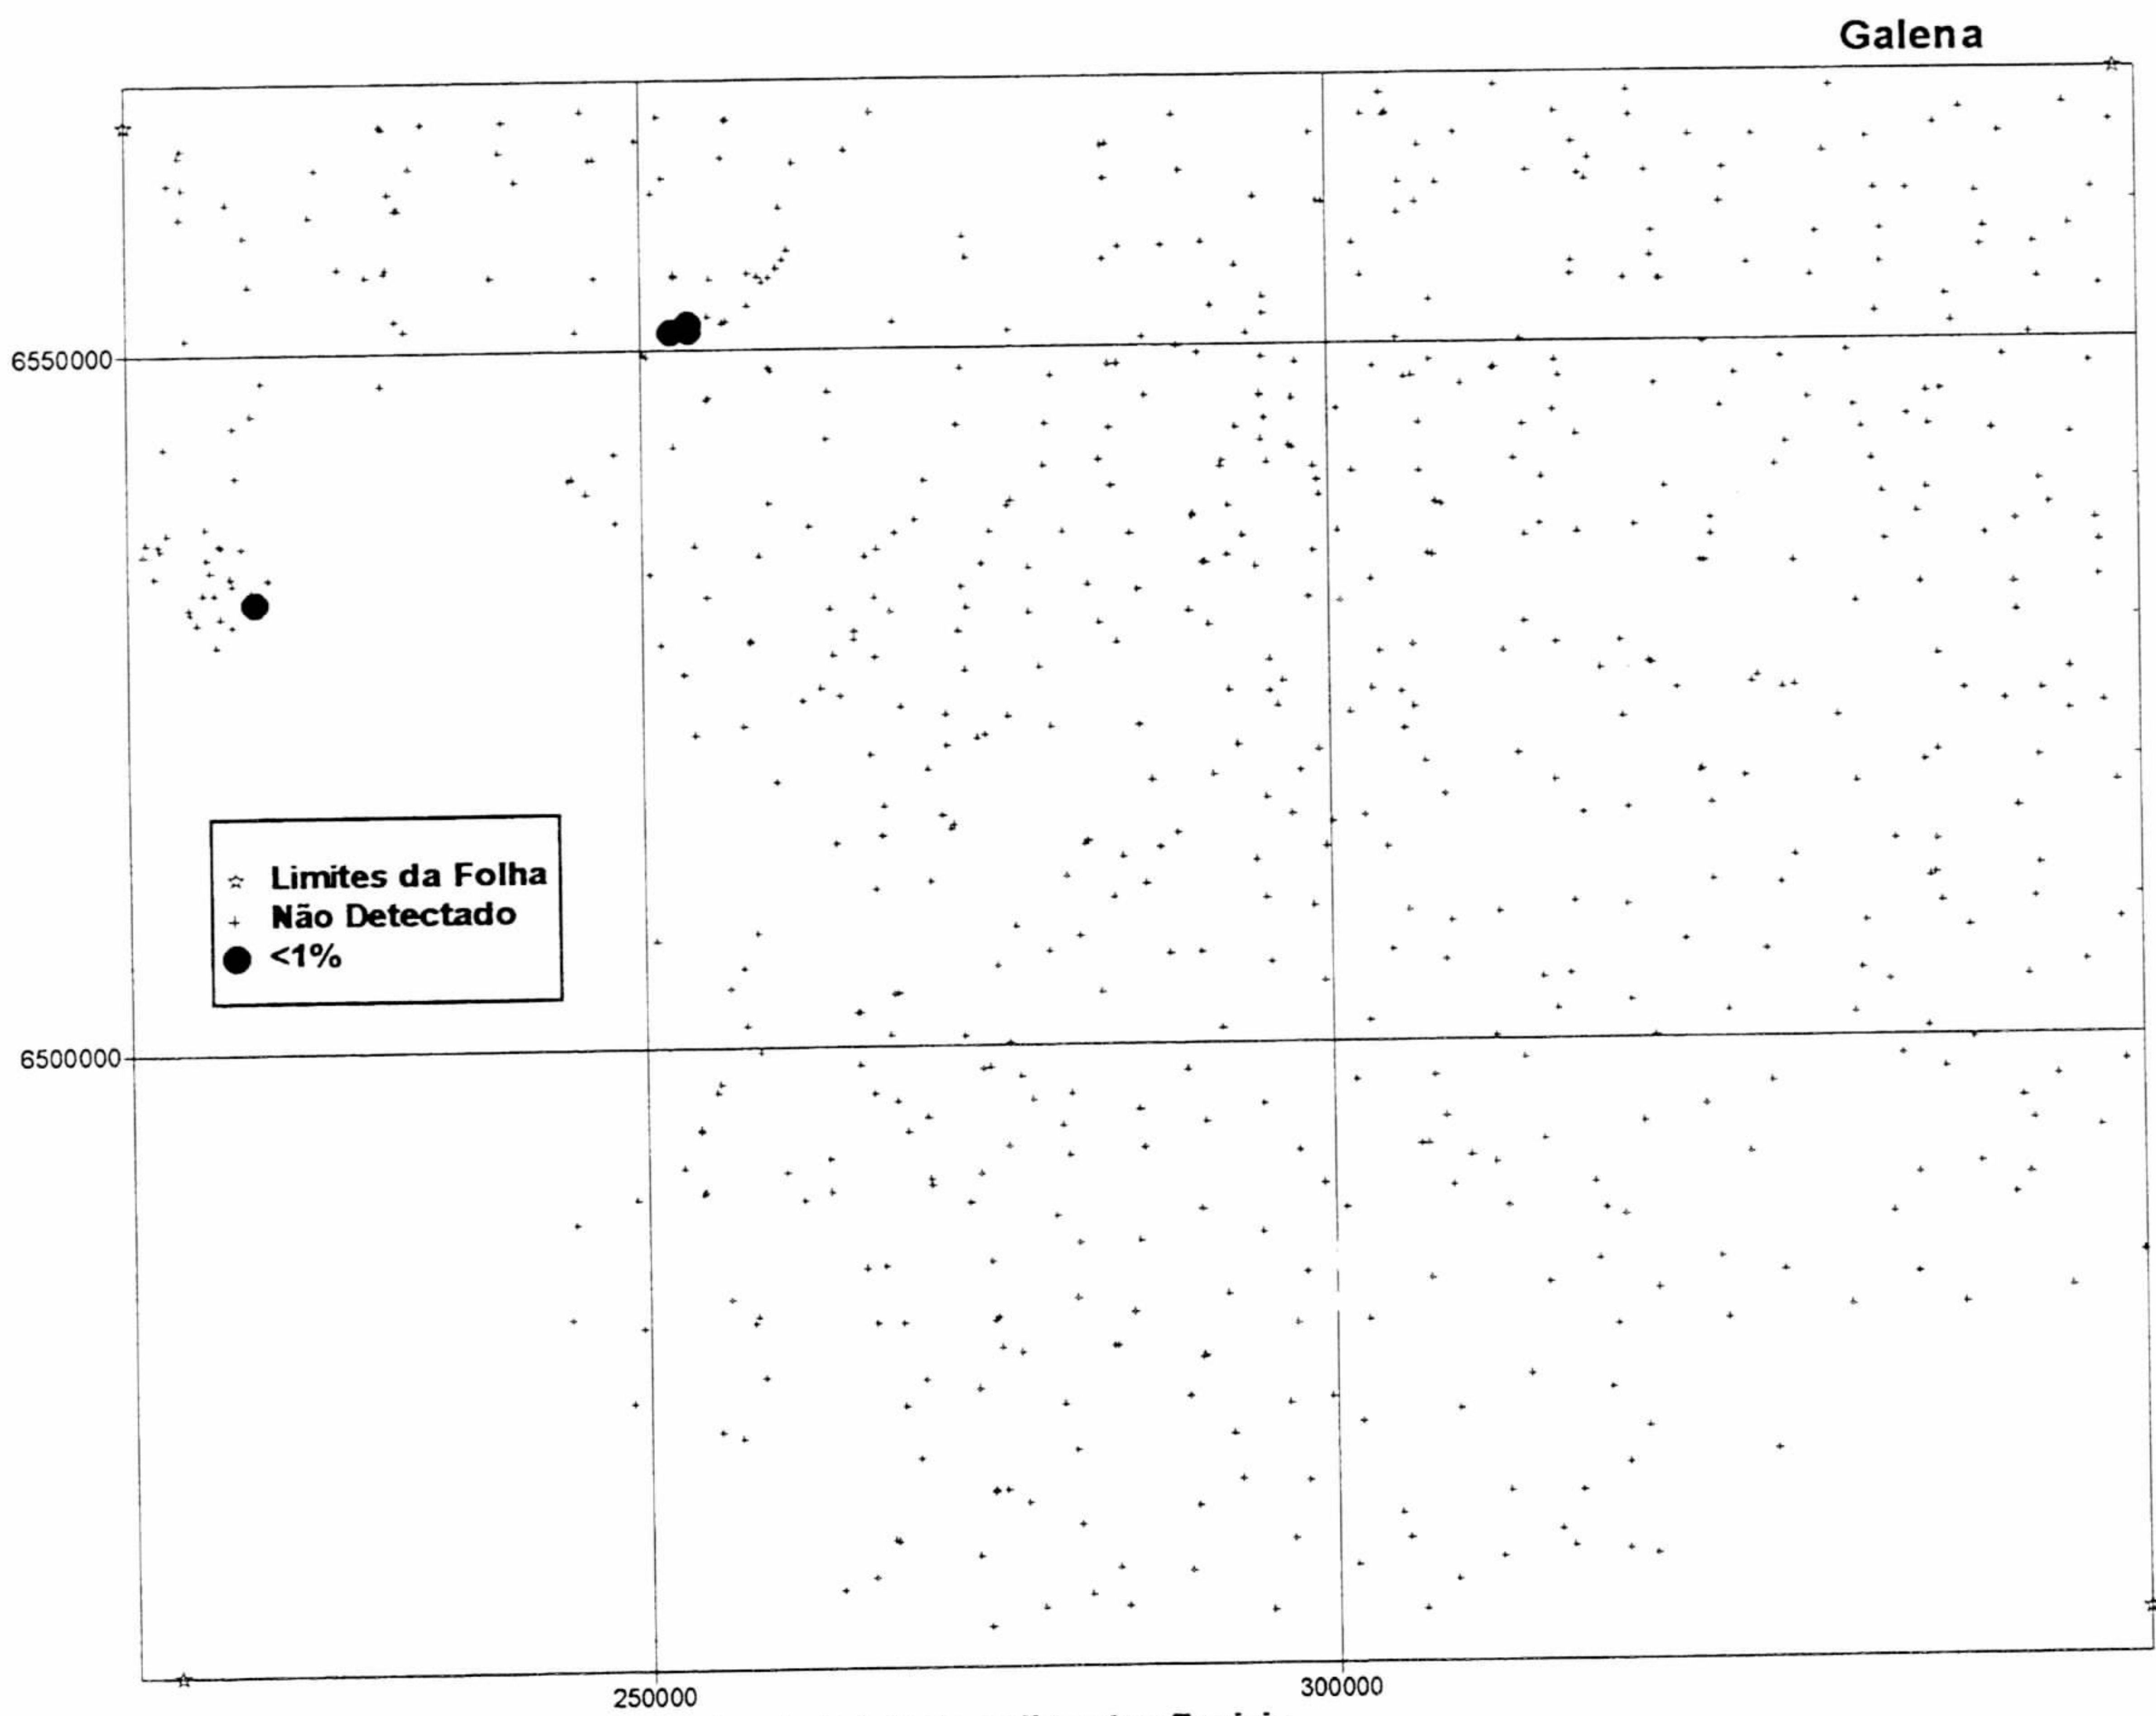 Galena
6550000
Limites da Folha
Não Detectado
<1%
6500000
250000
300000